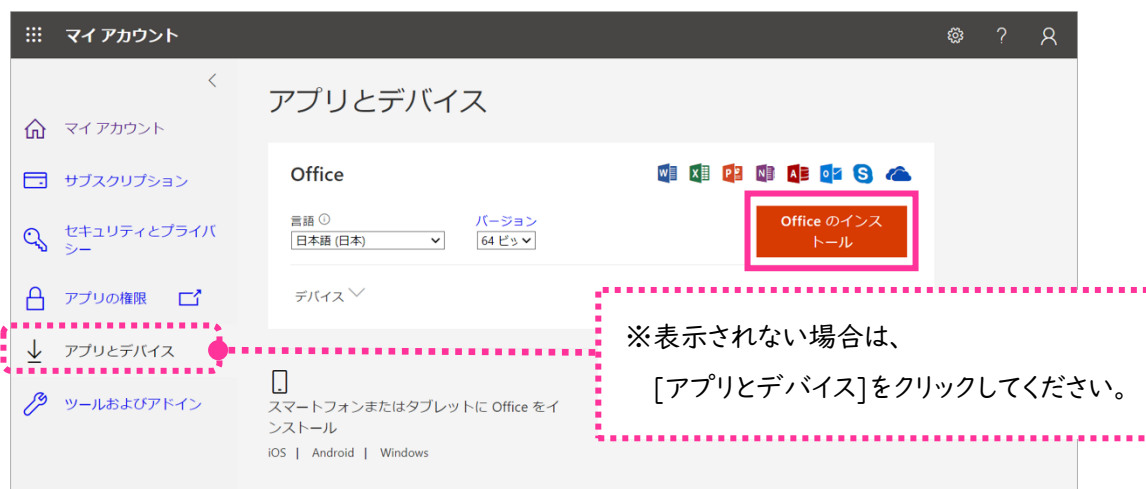 マイ アカウント
?
アプリとデバイス
マイ アカウント
サブスクリプション
セキュリティとプライバ
シー
アプリの権限
アプリとデバイス
ツールおよびアドイン
Office
言語
バージョン
日本語 (日本)
64 ビッ
Office のインス
トール
デバイス
※表示されない場合は、
[アプリとデバイス]をクリックしてください。
スマートフォンまたはタブレットに Office をイ
ンストール
iOS | Android | Windows